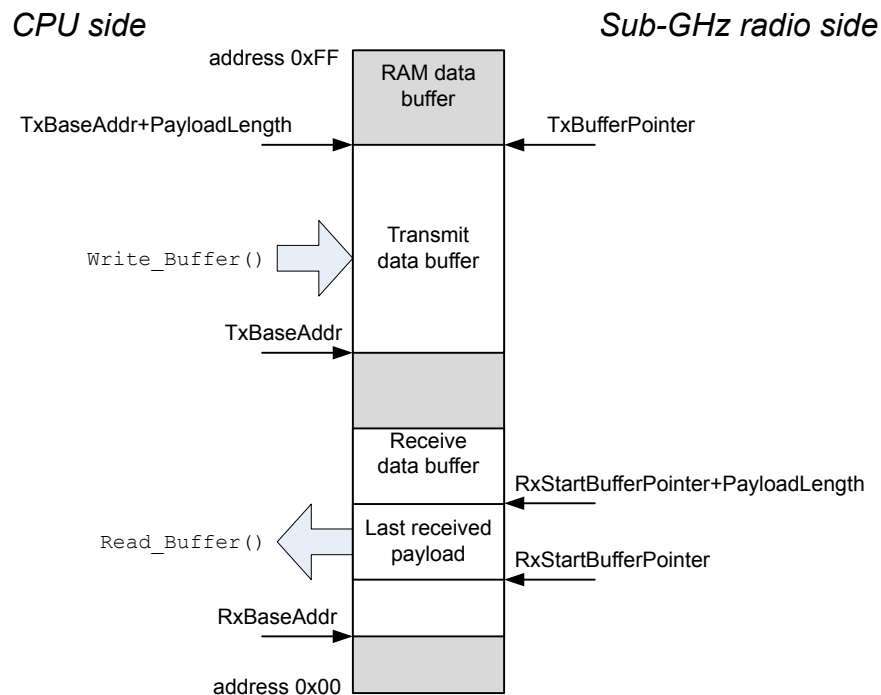 CPU side
Sub-GHz radio side
address 0xFF
RAM data
buffer
TxBaseAddr+PayloadLength
TxBufferPointer
Transmit
data buffer
Write_Buffer()
TxBaseAddr
Receive
data buffer
RxStartBufferPointer+PayloadLength
Last received
payload
Read_Buffer()
RxStartBufferPointer
RxBaseAddr
address 0x00